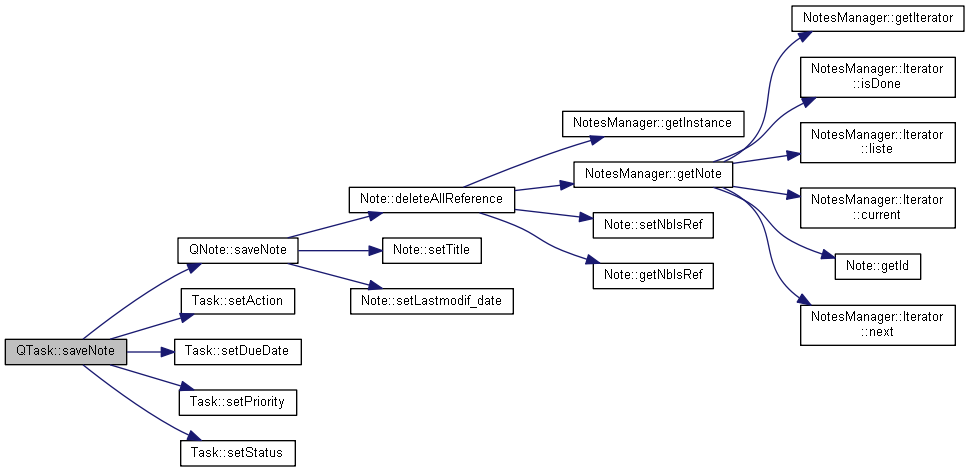 NotesManager::getIterator
NotesManager::Iterator
::isDone
NotesManager::getInstance
NotesManager::Iterator
::liste
NotesManager::getNote
Note::deleteAllReference
NotesManager::Iterator
::current
Note::setNbIsRef
QNote::saveNote
Note::setTitle
Note::getId
Note::getNbIsRef
Task::setAction
Note::setLastmodif_date
NotesManager::Iterator
::next
QTask::saveNote
Task::setDueDate
Task::setPriority
Task::setStatus